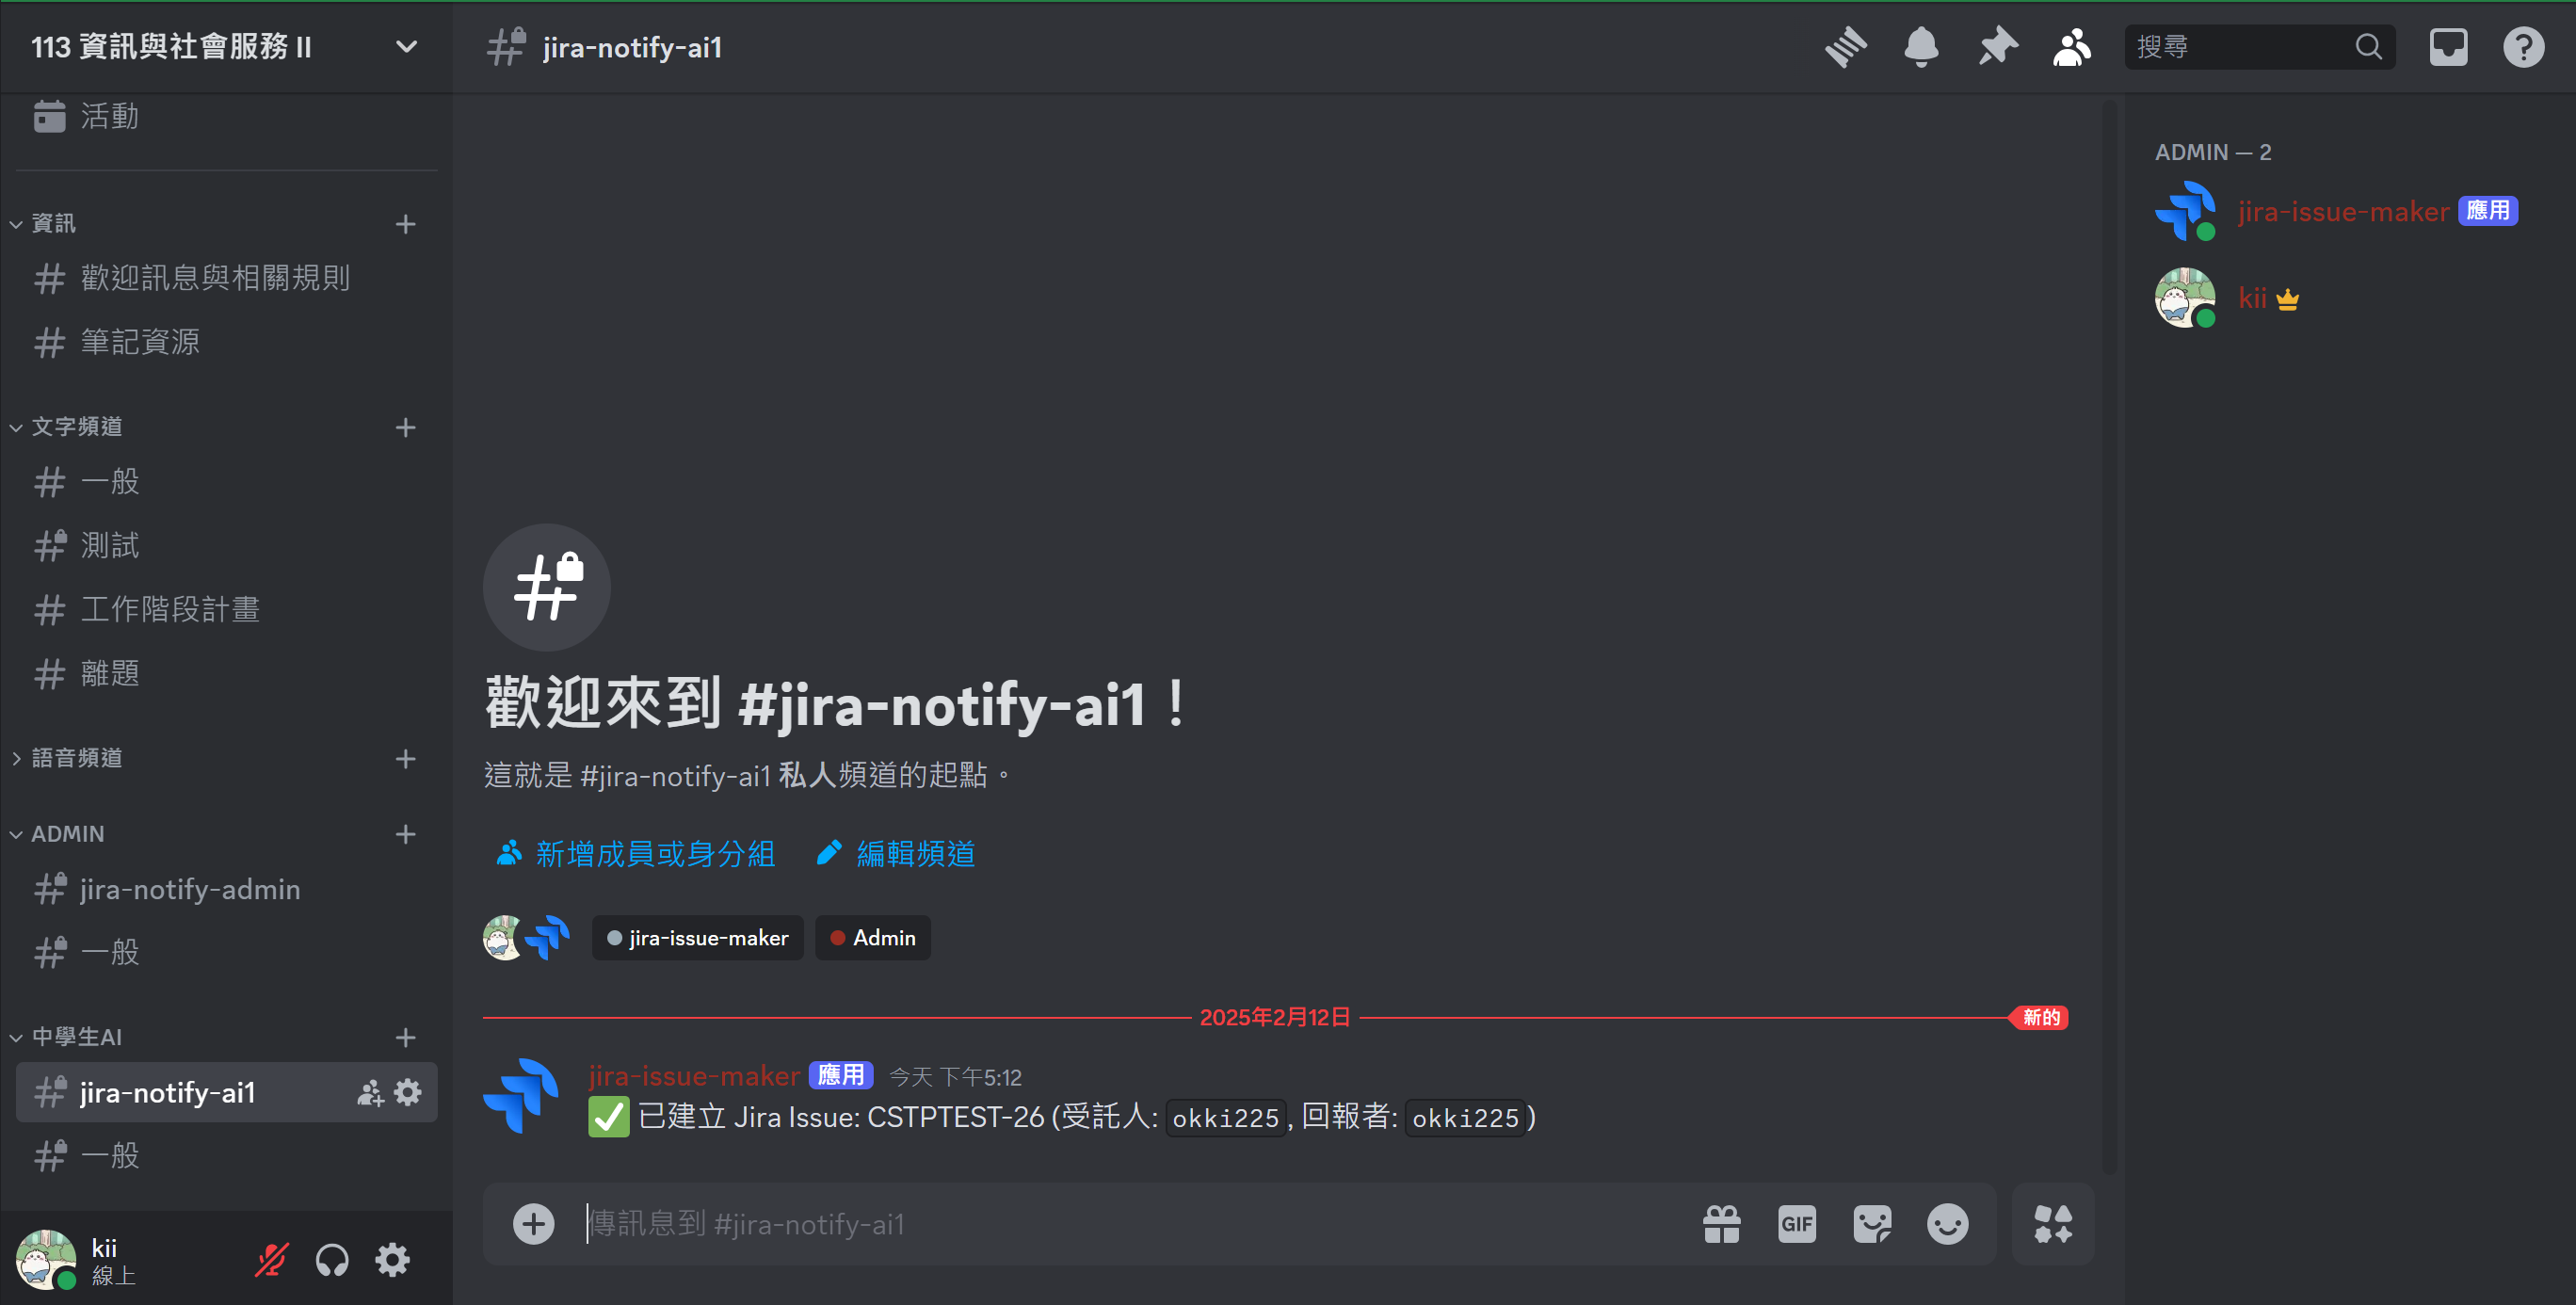 113 資訊與社會服務 II
活動
資訊
歡迎訊息與相關規則
筆記資源
文字頻道
一般
測試
工作階段計畫
離題
語音頻道
ADMIN
jira-notify-admin
一般
中學生AI
jira-notify-ai1
一般
kii
線上
jira-notify-ai1
搜尋
歡迎來到 #jira-notify-ai1！
這就是 #jira-notify-ai1 私人頻道的起點。
新增成員或身分組 編輯頻道
jira-issue-maker Admin
2025年2月12日 新的
jira-issue-maker 應用 今天 下午5:12
已建立 Jira Issue: CSTPTEST-26 (受託人: okki225, 回報者: okki225)
傳訊息到 #jira-notify-ai1
GIF
ADMIN — 2
jira-issue-maker 應用
kii